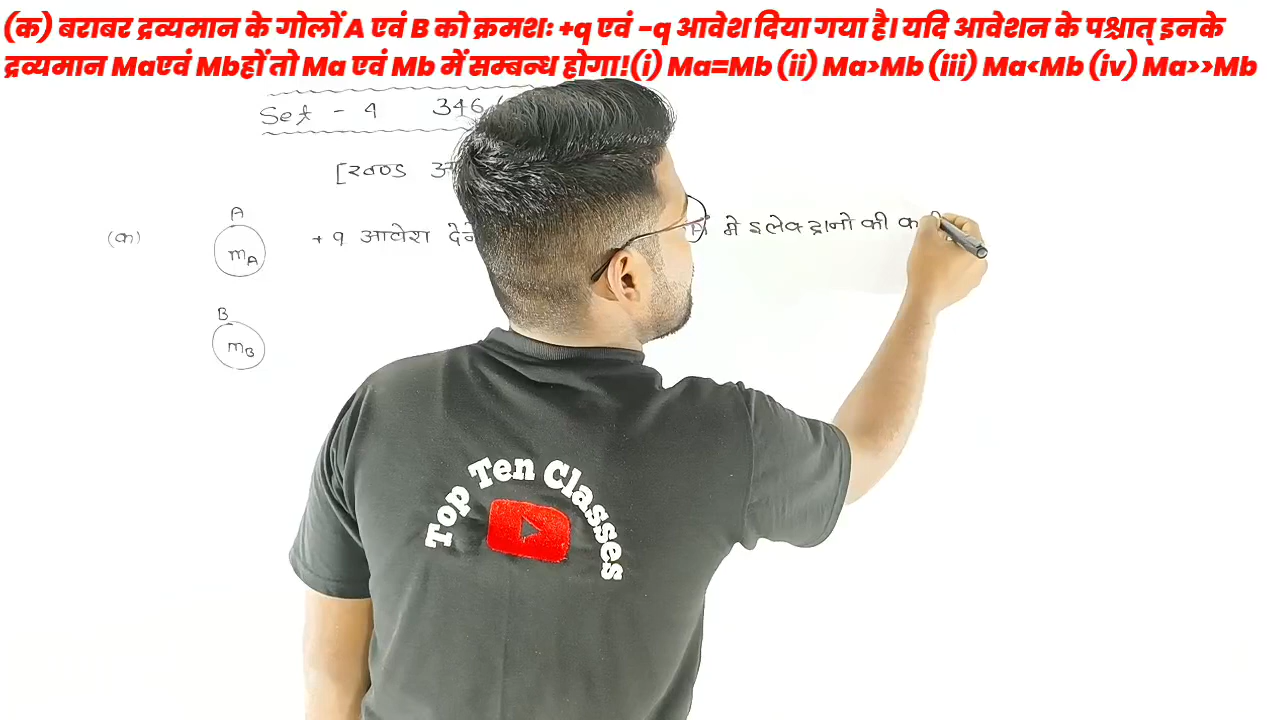 (क) बराबर द्रव्यमान के गोलों A एवं B को क्रमशः +q एवं -q आवेश दिया गया है। यदि आवेशन के पश्चात् इनके
द्रव्यमान Maएवं Mbहों तो Ma एवं Mb में सम्बन्ध होगा!(i) Ma=Mb (ii) Ma>Mb (iii) Ma<Mb (iv) Ma>>Mb
Set - 4 346
[खण्ड अ
(क) A mA +q आवेश देने A में इलेक्ट्रानो की क
B mB
Top Ten Classes